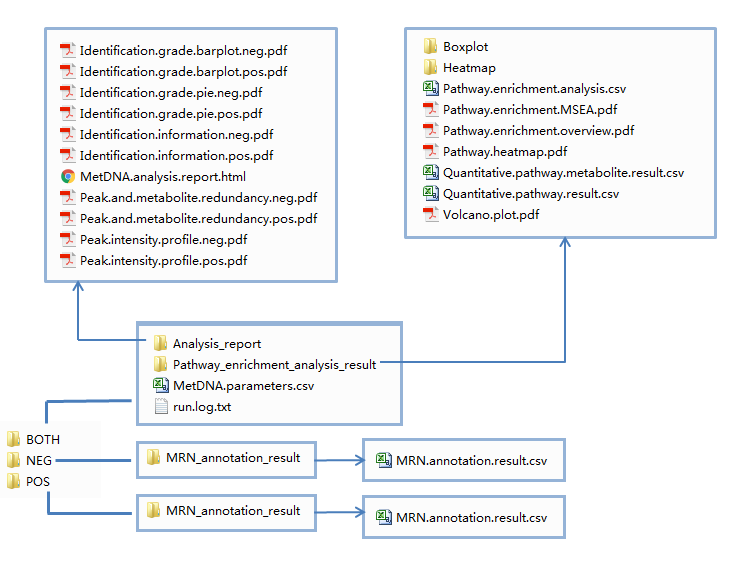 Identification.grade.barplot.neg.pdf
Identification.grade.barplot.pos.pdf
Identification.grade.pie.neg.pdf
Identification.grade.pie.pos.pdf
Identification.information.neg.pdf
Identification.information.pos.pdf
MetDNA.analysis.report.html
Peak.and.metabolite.redundancy.neg.pdf
Peak.and.metabolite.redundancy.pos.pdf
Peak.intensity.profile.neg.pdf
Peak.intensity.profile.pos.pdf
Boxplot
Heatmap
Pathway.enrichment.analysis.csv
Pathway.enrichment.MSEA.pdf
Pathway.enrichment.overview.pdf
Pathway.heatmap.pdf
Quantitative.pathway.metabolite.result.csv
Quantitative.pathway.result.csv
Volcano.plot.pdf
Analysis_report
Pathway_enrichment_analysis_result
MetDNA.parameters.csv
run.log.txt
BOTH
NEG
POS
MRN_annotation_result
MRN.annotation.result.csv
MRN_annotation_result
MRN.annotation.result.csv